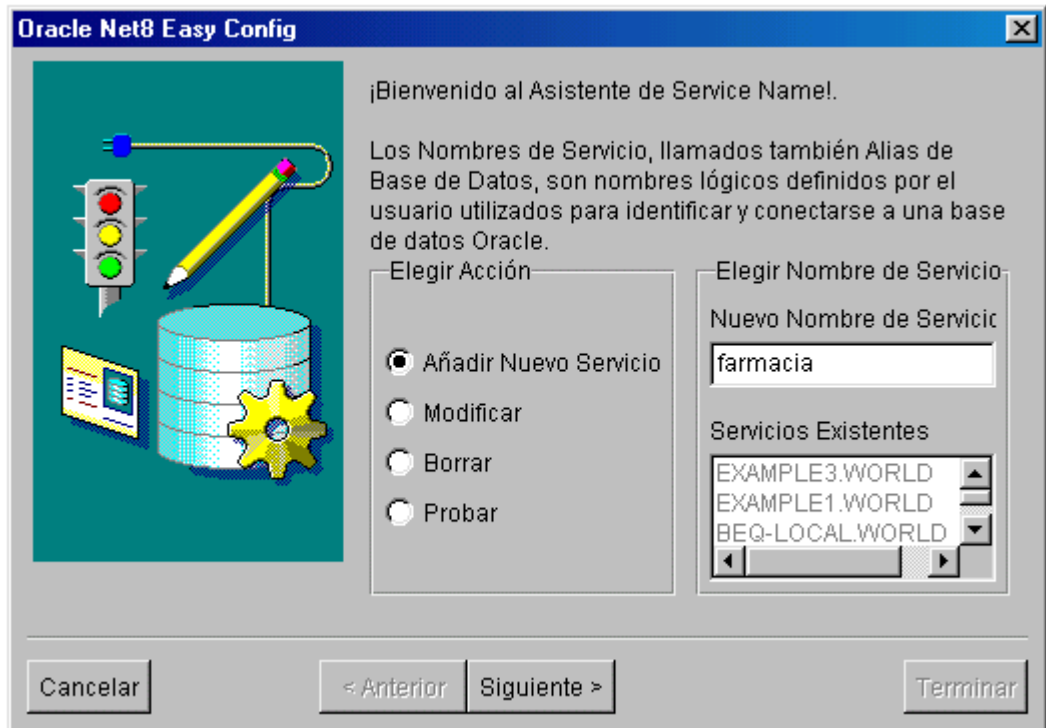 Oracle Net8 Easy Config
¡Bienvenido al Asistente de Service Name!.
Los Nombres de Servicio, llamados también Alias de
Base de Datos, son nombres lógicos definidos por el
usuario utilizados para identificar y conectarse a una base
de datos Oracle.
Elegir Acción
Añadir Nuevo Servicio
Modificar
Borrar
Probar
Elegir Nombre de Servicio
Nuevo Nombre de Servicio
farmacia
Servicios Existentes
EXAMPLE3.WORLD
EXAMPLE1.WORLD
BEQ-LOCAL.WORLD
Cancelar
< Anterior
Siguiente >
Terminar